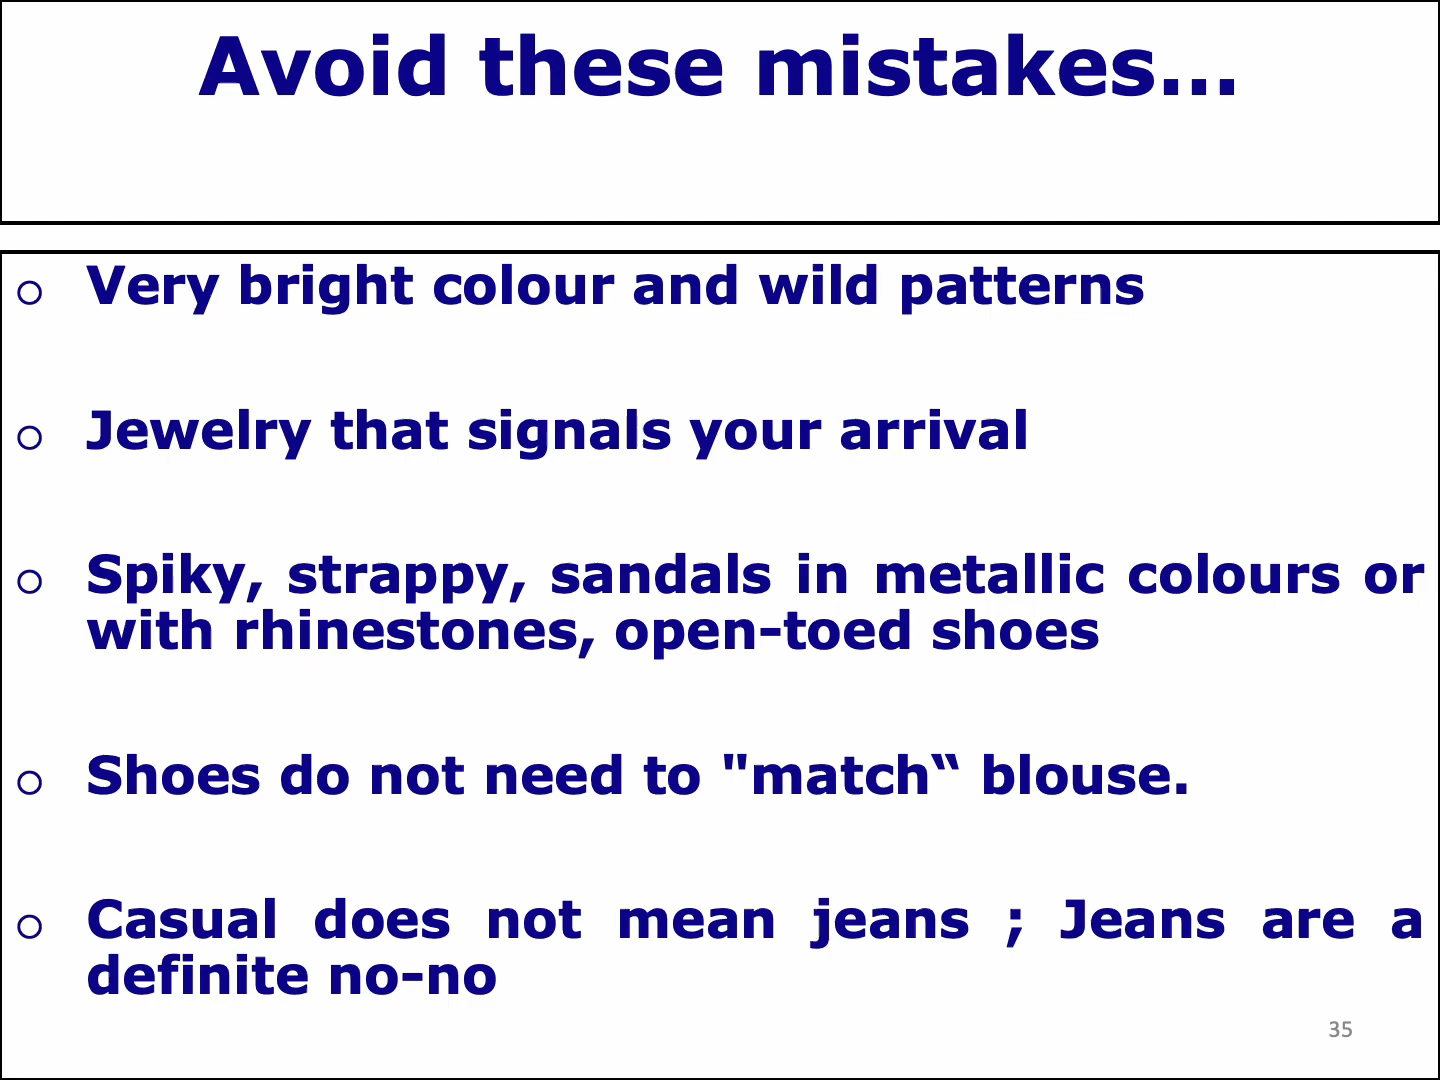 Avoid these mistakes…
○ Very bright colour and wild patterns
○ Jewelry that signals your arrival
○ Spiky, strappy, sandals in metallic colours or
with rhinestones, open-toed shoes
○ Shoes do not need to "match‟ blouse.
○ Casual does not mean jeans ; Jeans are a
definite no-no
35